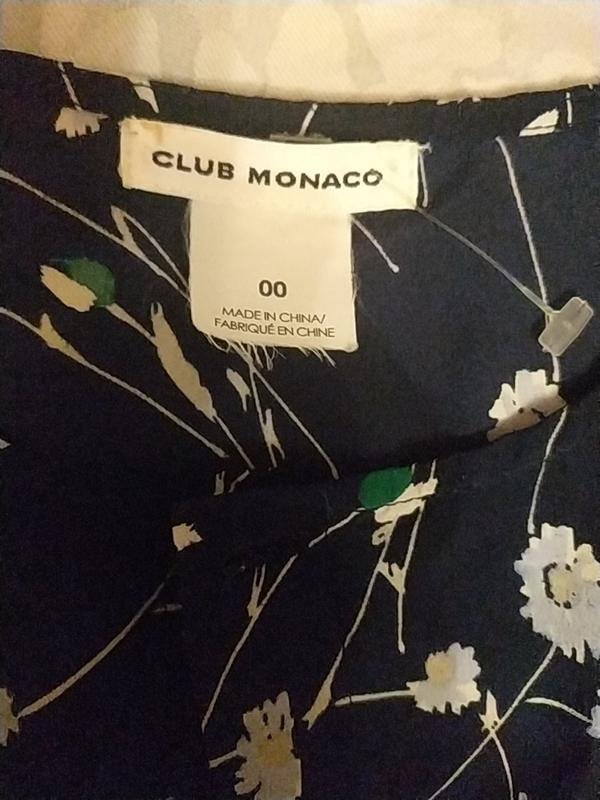 CLUB MONACO
00
MADE IN CHINA/
FABRIQUÉ EN CHINE